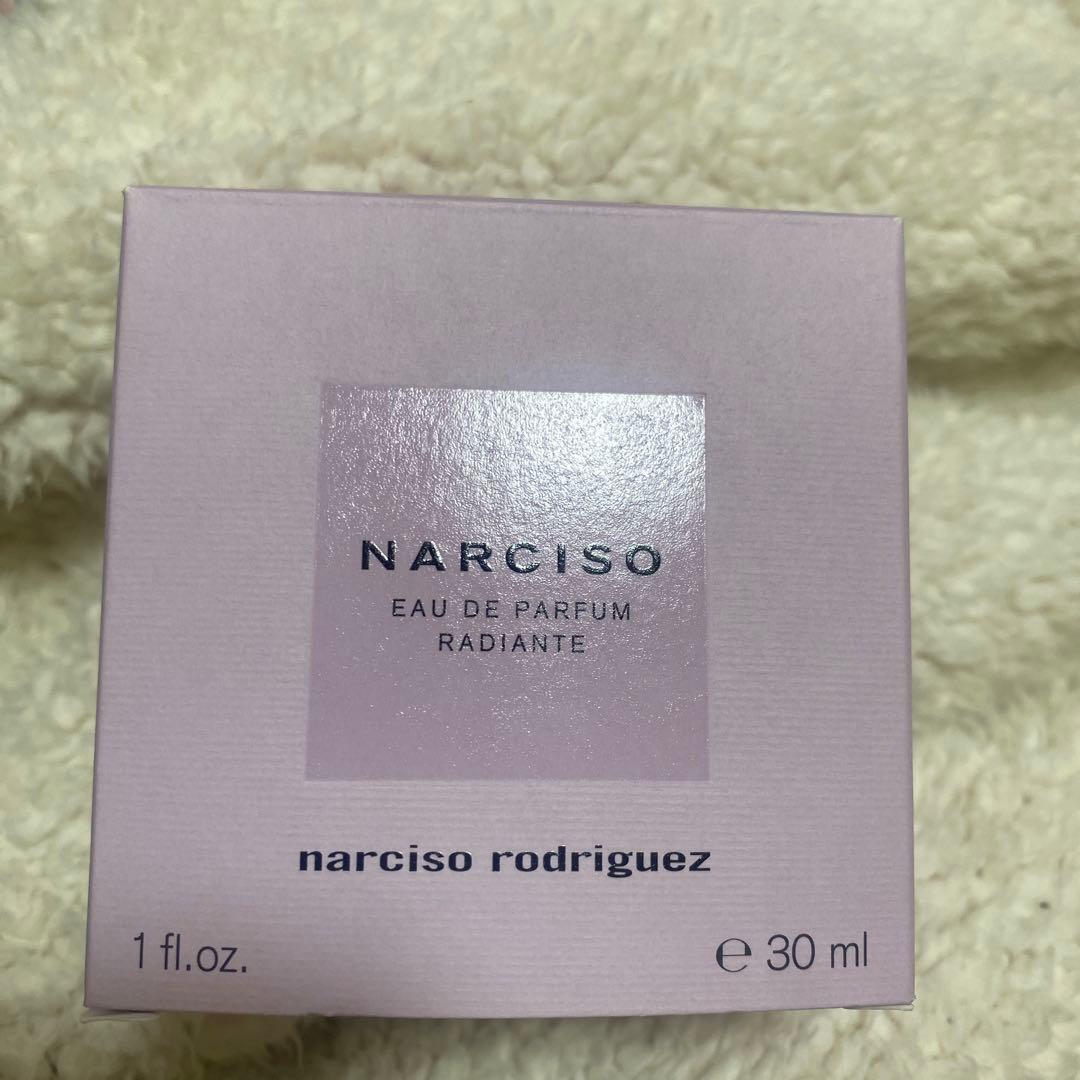 NARCISO
EAU DE PARFUM
RADIANTE
narciso rodriguez
1 fl.oz.
℮ 30 ml